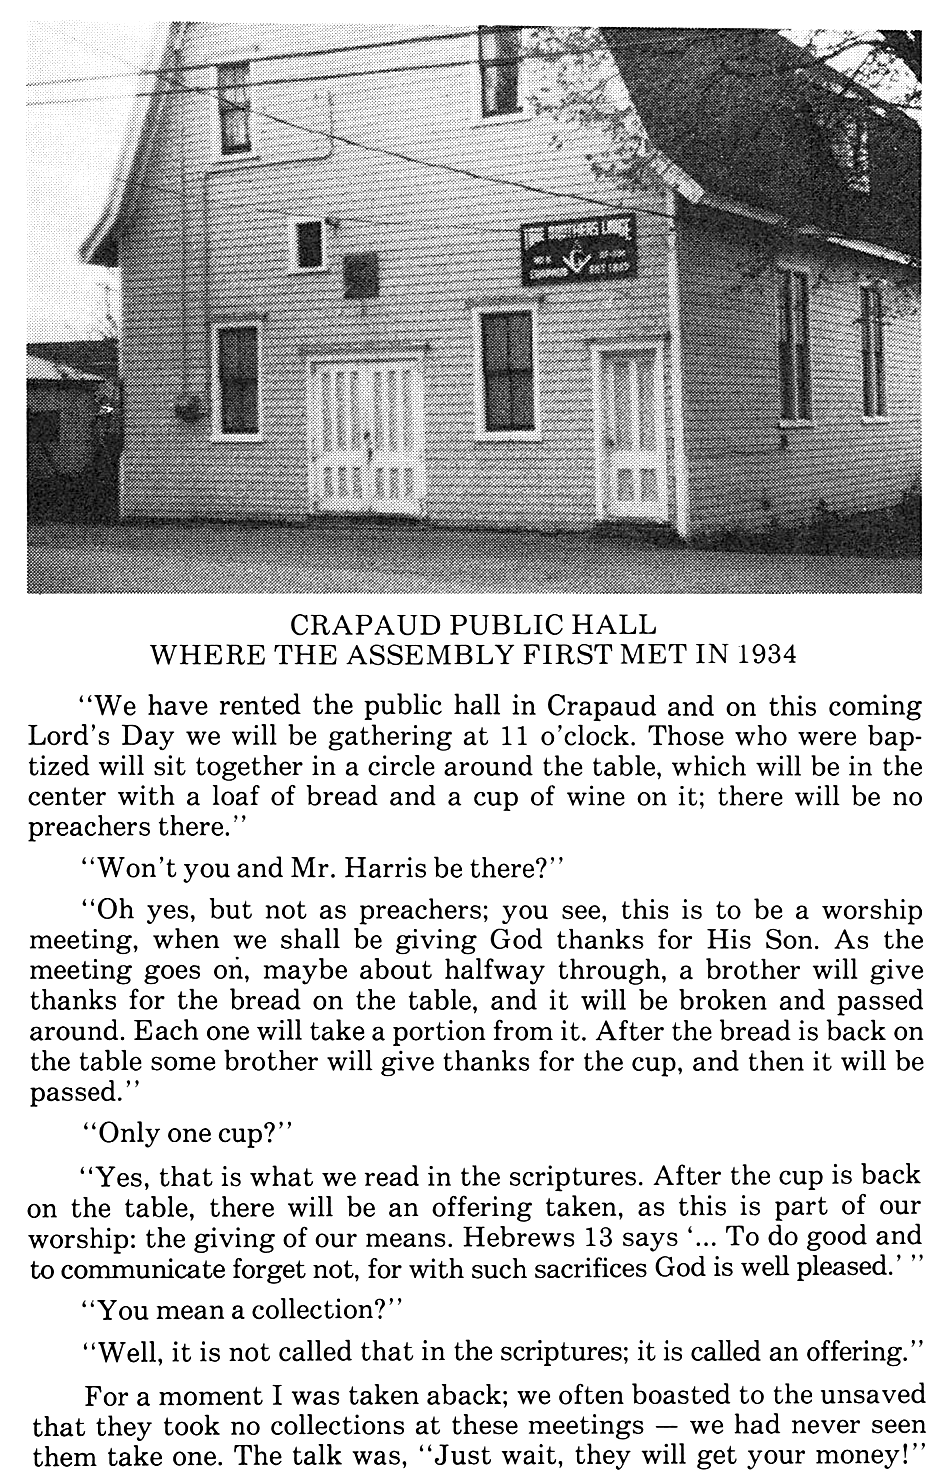 TRUE BROTHERS LODGE
CRAPAUD
CRAPAUD PUBLIC HALL
WHERE THE ASSEMBLY FIRST MET IN 1934
“We have rented the public hall in Crapaud and on this coming
Lord’s Day we will be gathering at 11 o’clock. Those who were bap-
tized will sit together in a circle around the table, which will be in the
center with a loaf of bread and a cup of wine on it; there will be no
preachers there.”
“Won’t you and Mr. Harris be there?”
“Oh yes, but not as preachers; you see, this is to be a worship
meeting, when we shall be giving God thanks for His Son. As the
meeting goes on, maybe about halfway through, a brother will give
thanks for the bread on the table, and it will be broken and passed
around. Each one will take a portion from it. After the bread is back on
the table some brother will give thanks for the cup, and then it will be
passed.”
“Only one cup?”
“Yes, that is what we read in the scriptures. After the cup is back
on the table, there will be an offering taken, as this is part of our
worship: the giving of our means. Hebrews 13 says ‘... To do good and
to communicate forget not, for with such sacrifices God is well pleased.’ ”
“You mean a collection?”
“Well, it is not called that in the scriptures; it is called an offering.”
For a moment I was taken aback; we often boasted to the unsaved
that they took no collections at these meetings — we had never seen
them take one. The talk was, “Just wait, they will get your money!”